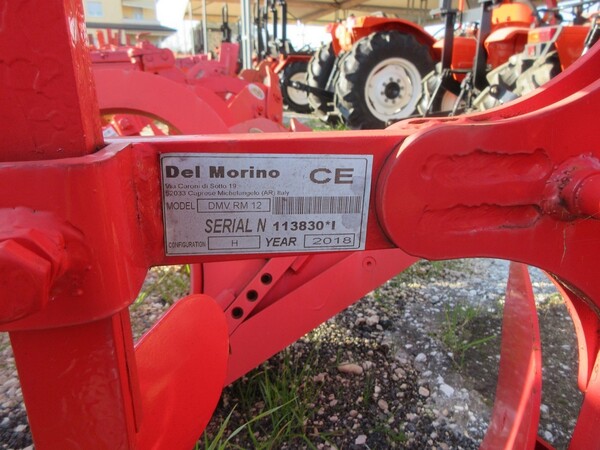 Del Morino CE
Via Caroni di Sotto 19
52033 Caprese Michelangelo (AR) Italy
MODEL DMV RM 12
SERIAL N 113830*I
CONFIGURATION H YEAR 2018